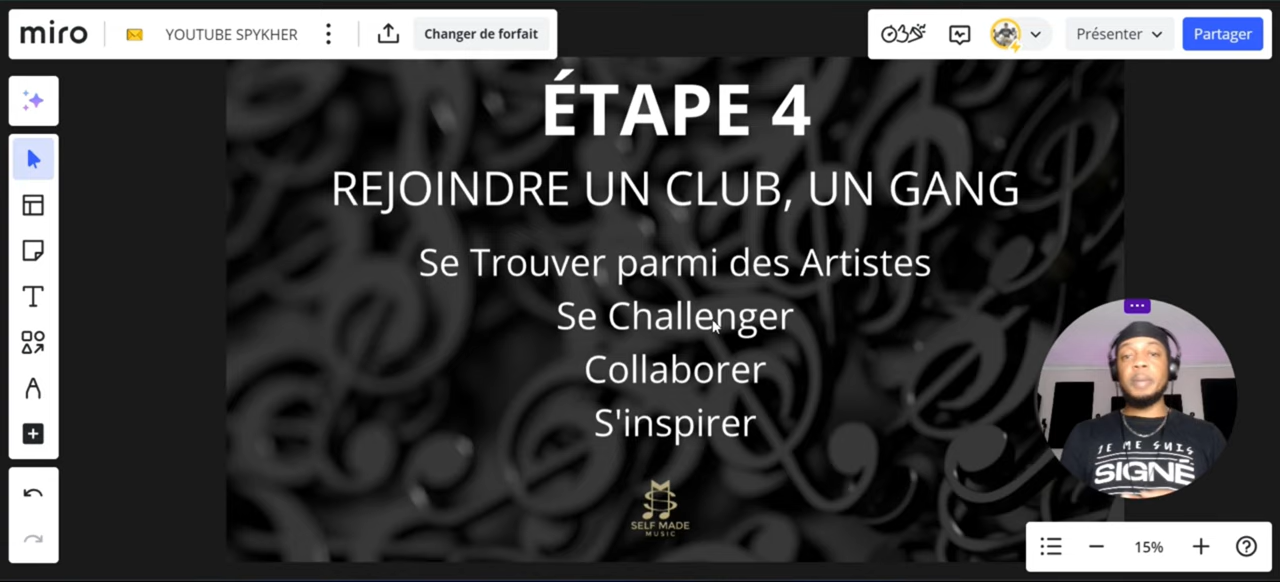 miro
YOUTUBE SPYKHER
Changer de forfait
Présenter
Partager
ÉTAPE 4
REJOINDRE UN CLUB, UN GANG
Se Trouver parmi des Artistes
Se Challenger
Collaborer
S'inspirer
SELF MADE
MUSIC
JE ME SUIS
SIGNÉ
15%